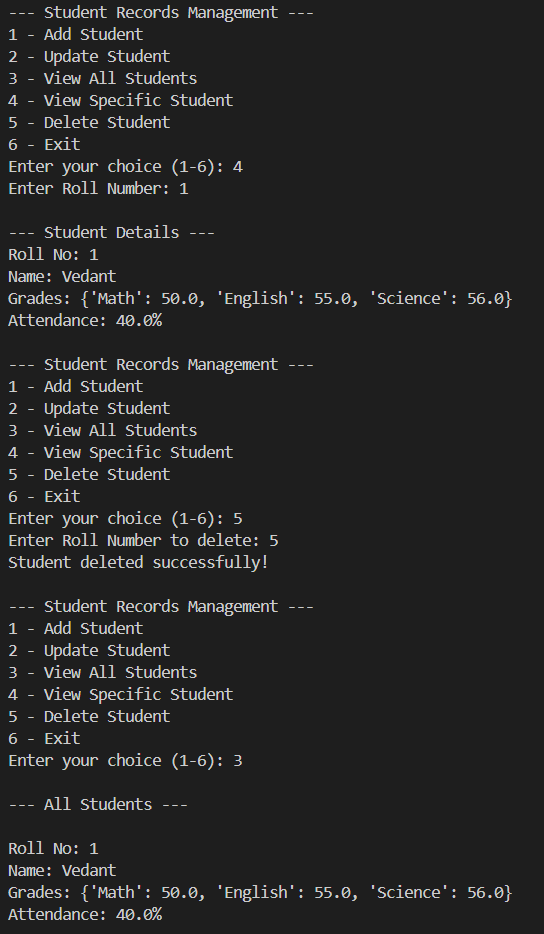 --- Student Records Management ---
1 - Add Student
2 - Update Student
3 - View All Students
4 - View Specific Student
5 - Delete Student
6 - Exit
Enter your choice (1-6): 4
Enter Roll Number: 1
--- Student Details ---
Roll No: 1
Name: Vedant
Grades: {'Math': 50.0, 'English': 55.0, 'Science': 56.0}
Attendance: 40.0%
--- Student Records Management ---
1 - Add Student
2 - Update Student
3 - View All Students
4 - View Specific Student
5 - Delete Student
6 - Exit
Enter your choice (1-6): 5
Enter Roll Number to delete: 5
Student deleted successfully!
--- Student Records Management ---
1 - Add Student
2 - Update Student
3 - View All Students
4 - View Specific Student
5 - Delete Student
6 - Exit
Enter your choice (1-6): 3
--- All Students ---
Roll No: 1
Name: Vedant
Grades: {'Math': 50.0, 'English': 55.0, 'Science': 56.0}
Attendance: 40.0%